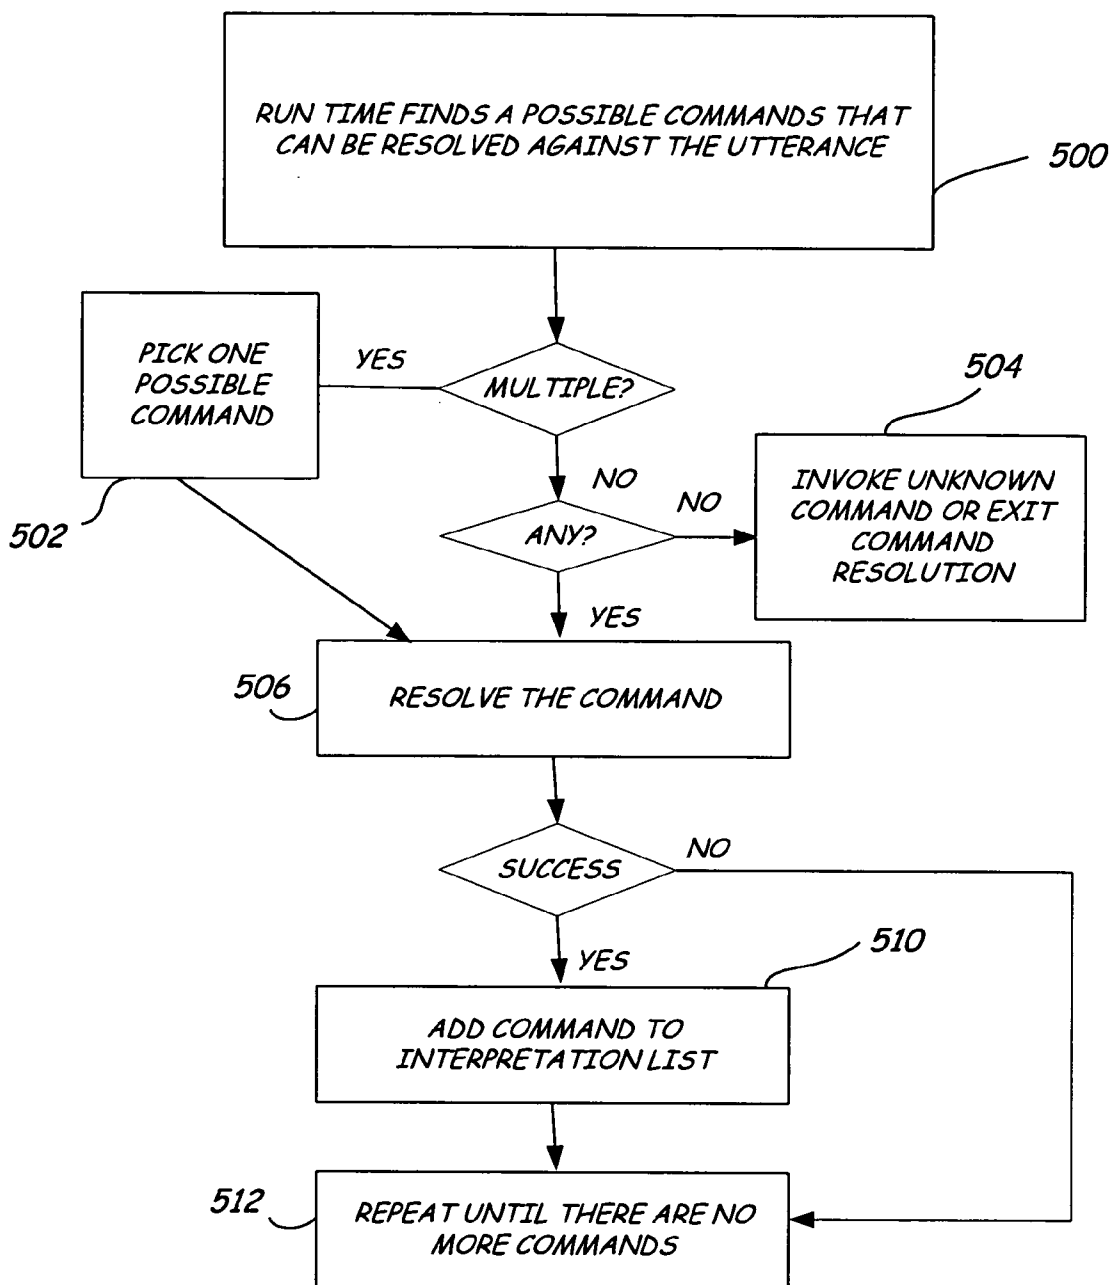 RUN TIME FINDS A POSSIBLE COMMANDS THAT
CAN BE RESOLVED AGAINST THE UTTERANCE
500
PICK ONE
POSSIBLE
COMMAND
YES
MULTIPLE?
504
502
NO
NO
INVOKE UNKNOWN
COMMAND OR EXIT
COMMAND
RESOLUTION
ANY?
YES
506
RESOLVE THE COMMAND
SUCCESS
NO
YES
510
ADD COMMAND TO
INTERPRETATION LIST
512
REPEAT UNTIL THERE ARE NO
MORE COMMANDS